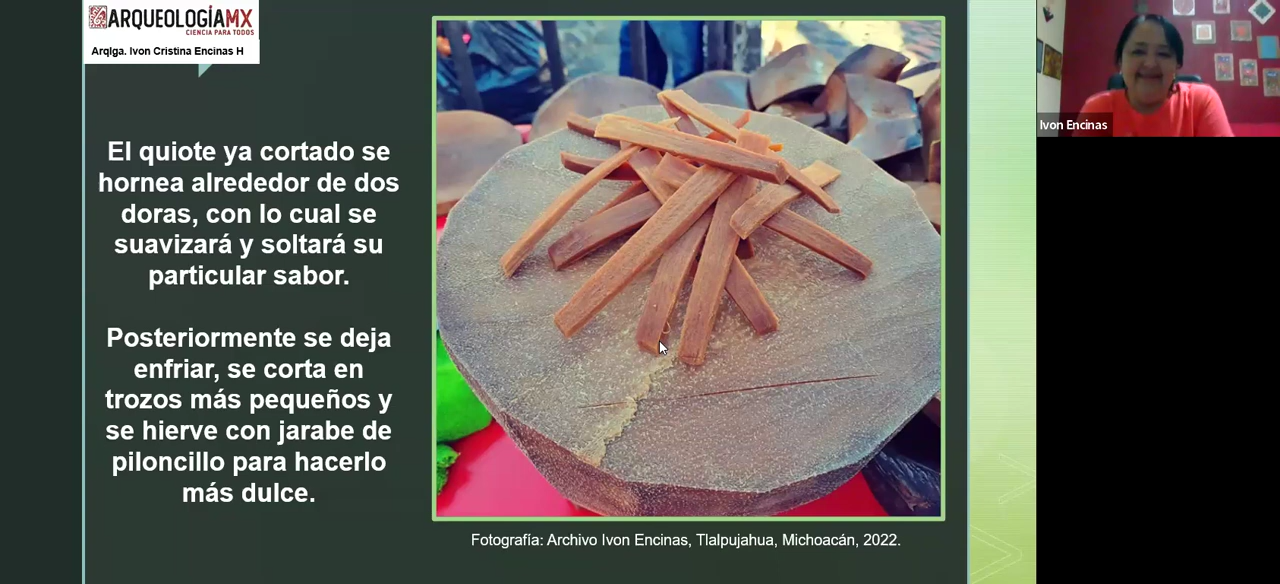 ARQUEOLOGÍAMX
CIENCIA PARA TODOS
Arqlga. Ivon Cristina Encinas H
El quiote ya cortado se
hornea alrededor de dos
doras, con lo cual se
suavizará y soltará su
particular sabor.
Posteriormente se deja
enfriar, se corta en
trozos más pequeños y
se hierve con jarabe de
piloncillo para hacerlo
más dulce.
Fotografía: Archivo Ivon Encinas, Tlalpujahua, Michoacán, 2022.
Ivon Encinas